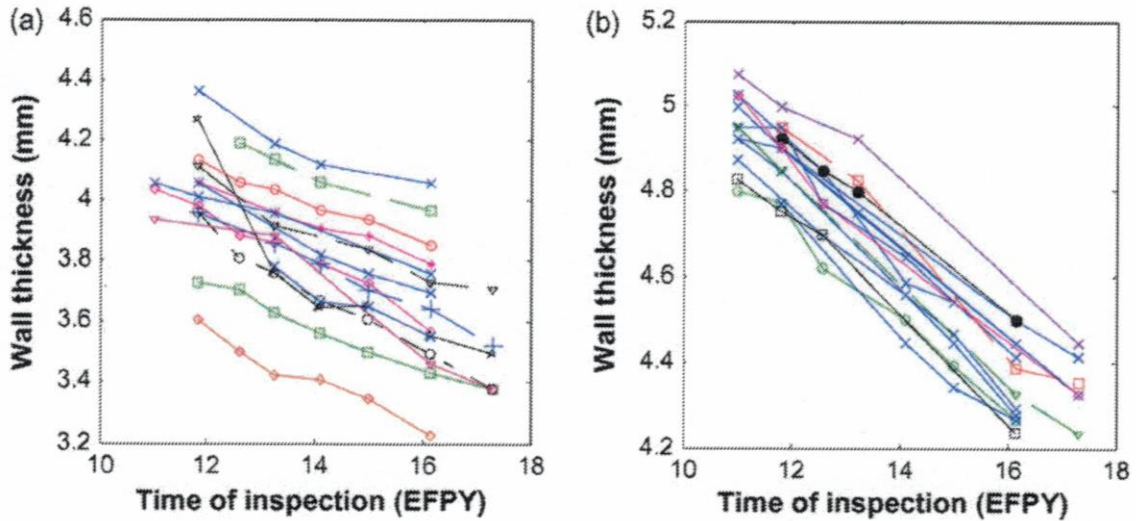 (a)
4.6
4.4
4.2
4
3.8
3.6
3.4
3.2
Wall thickness (mm)
10 12 14 16 18
Time of inspection (EFPY)
(b)
5.2
5
4.8
4.6
4.4
4.2
Wall thickness (mm)
10 12 14 16 18
Time of inspection (EFPY)